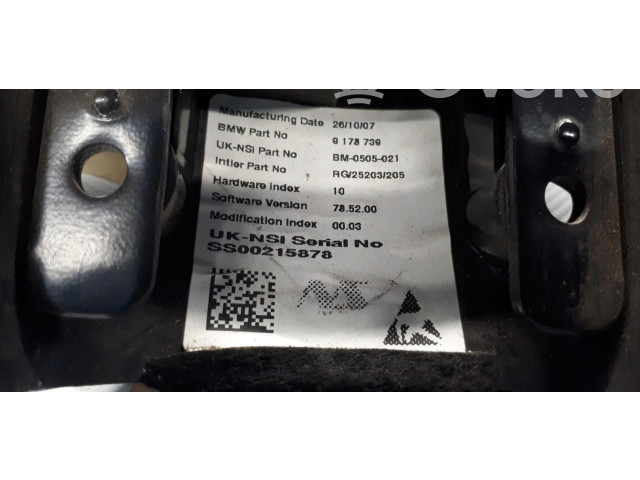 Manufacturing Date 26/10/07
BMW Part No 9 178 739
UK-NSI Part No BM-0505-021
Intier Part No RG/25203/205
Hardware Index 10
Software Version 78.52.00
Modification Index 00.03
UK-NSI Serial No
SS00215878